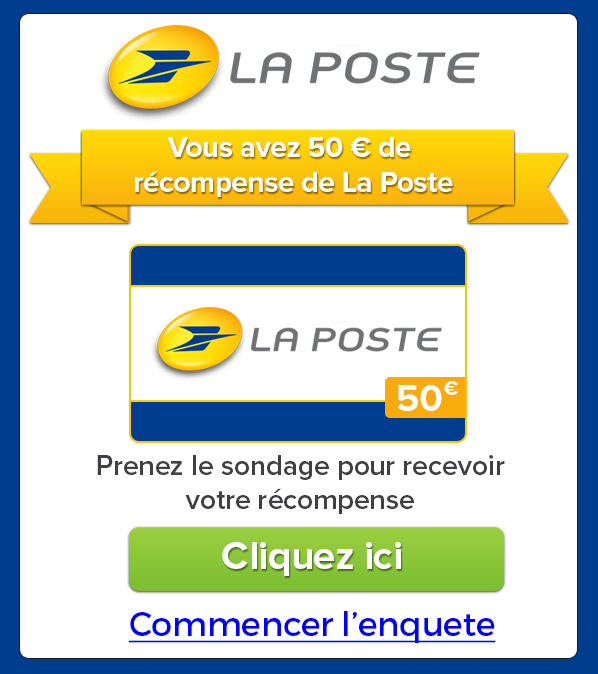 LA POSTE
Vous avez 50 € de
récompense de La Poste
LA POSTE
50€
Prenez le sondage pour recevoir
votre récompense
Cliquez ici
Commencer l’enquete